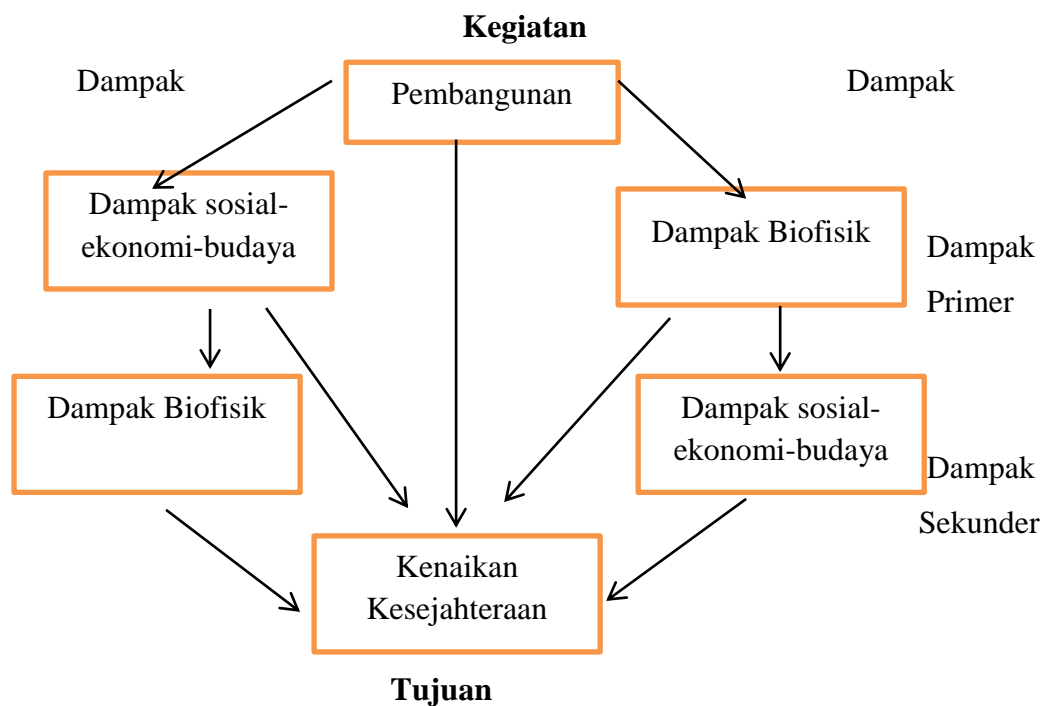 Kegiatan
Dampak
Pembangunan
Dampak
Dampak sosial-
ekonomi-budaya
Dampak Biofisik
Dampak
Primer
Dampak Biofisik
Dampak sosial-
ekonomi-budaya
Dampak
Sekunder
Kenaikan
Kesejahteraan
Tujuan